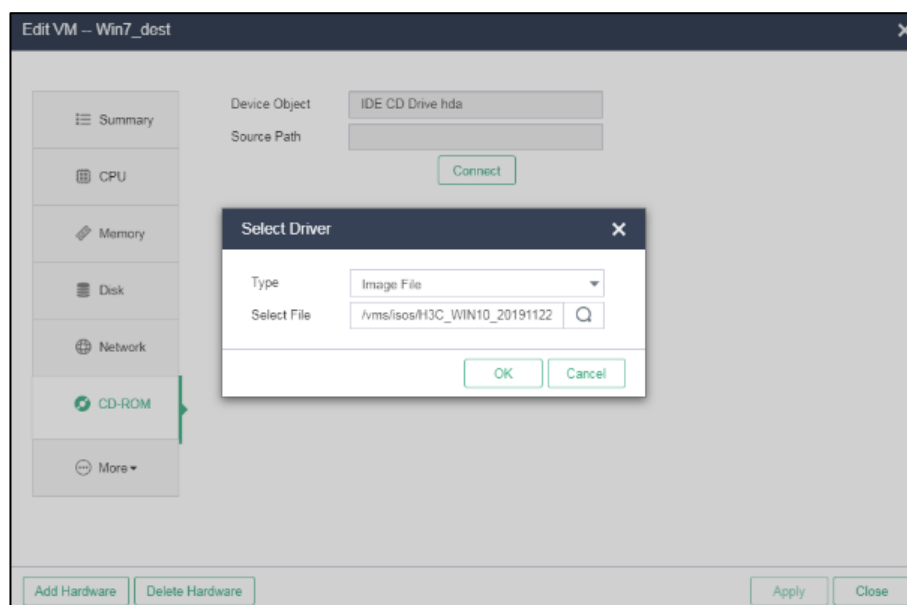 Edit VM -- Win7_dest
Summary
CPU
Memory
Disk
Network
CD-ROM
More
Device Object IDE CD Drive hda
Source Path
Connect
Select Driver
Type Image File
Select File /vms/isos/H3C_WIN10_20191122
OK Cancel
Add Hardware Delete Hardware Apply Close